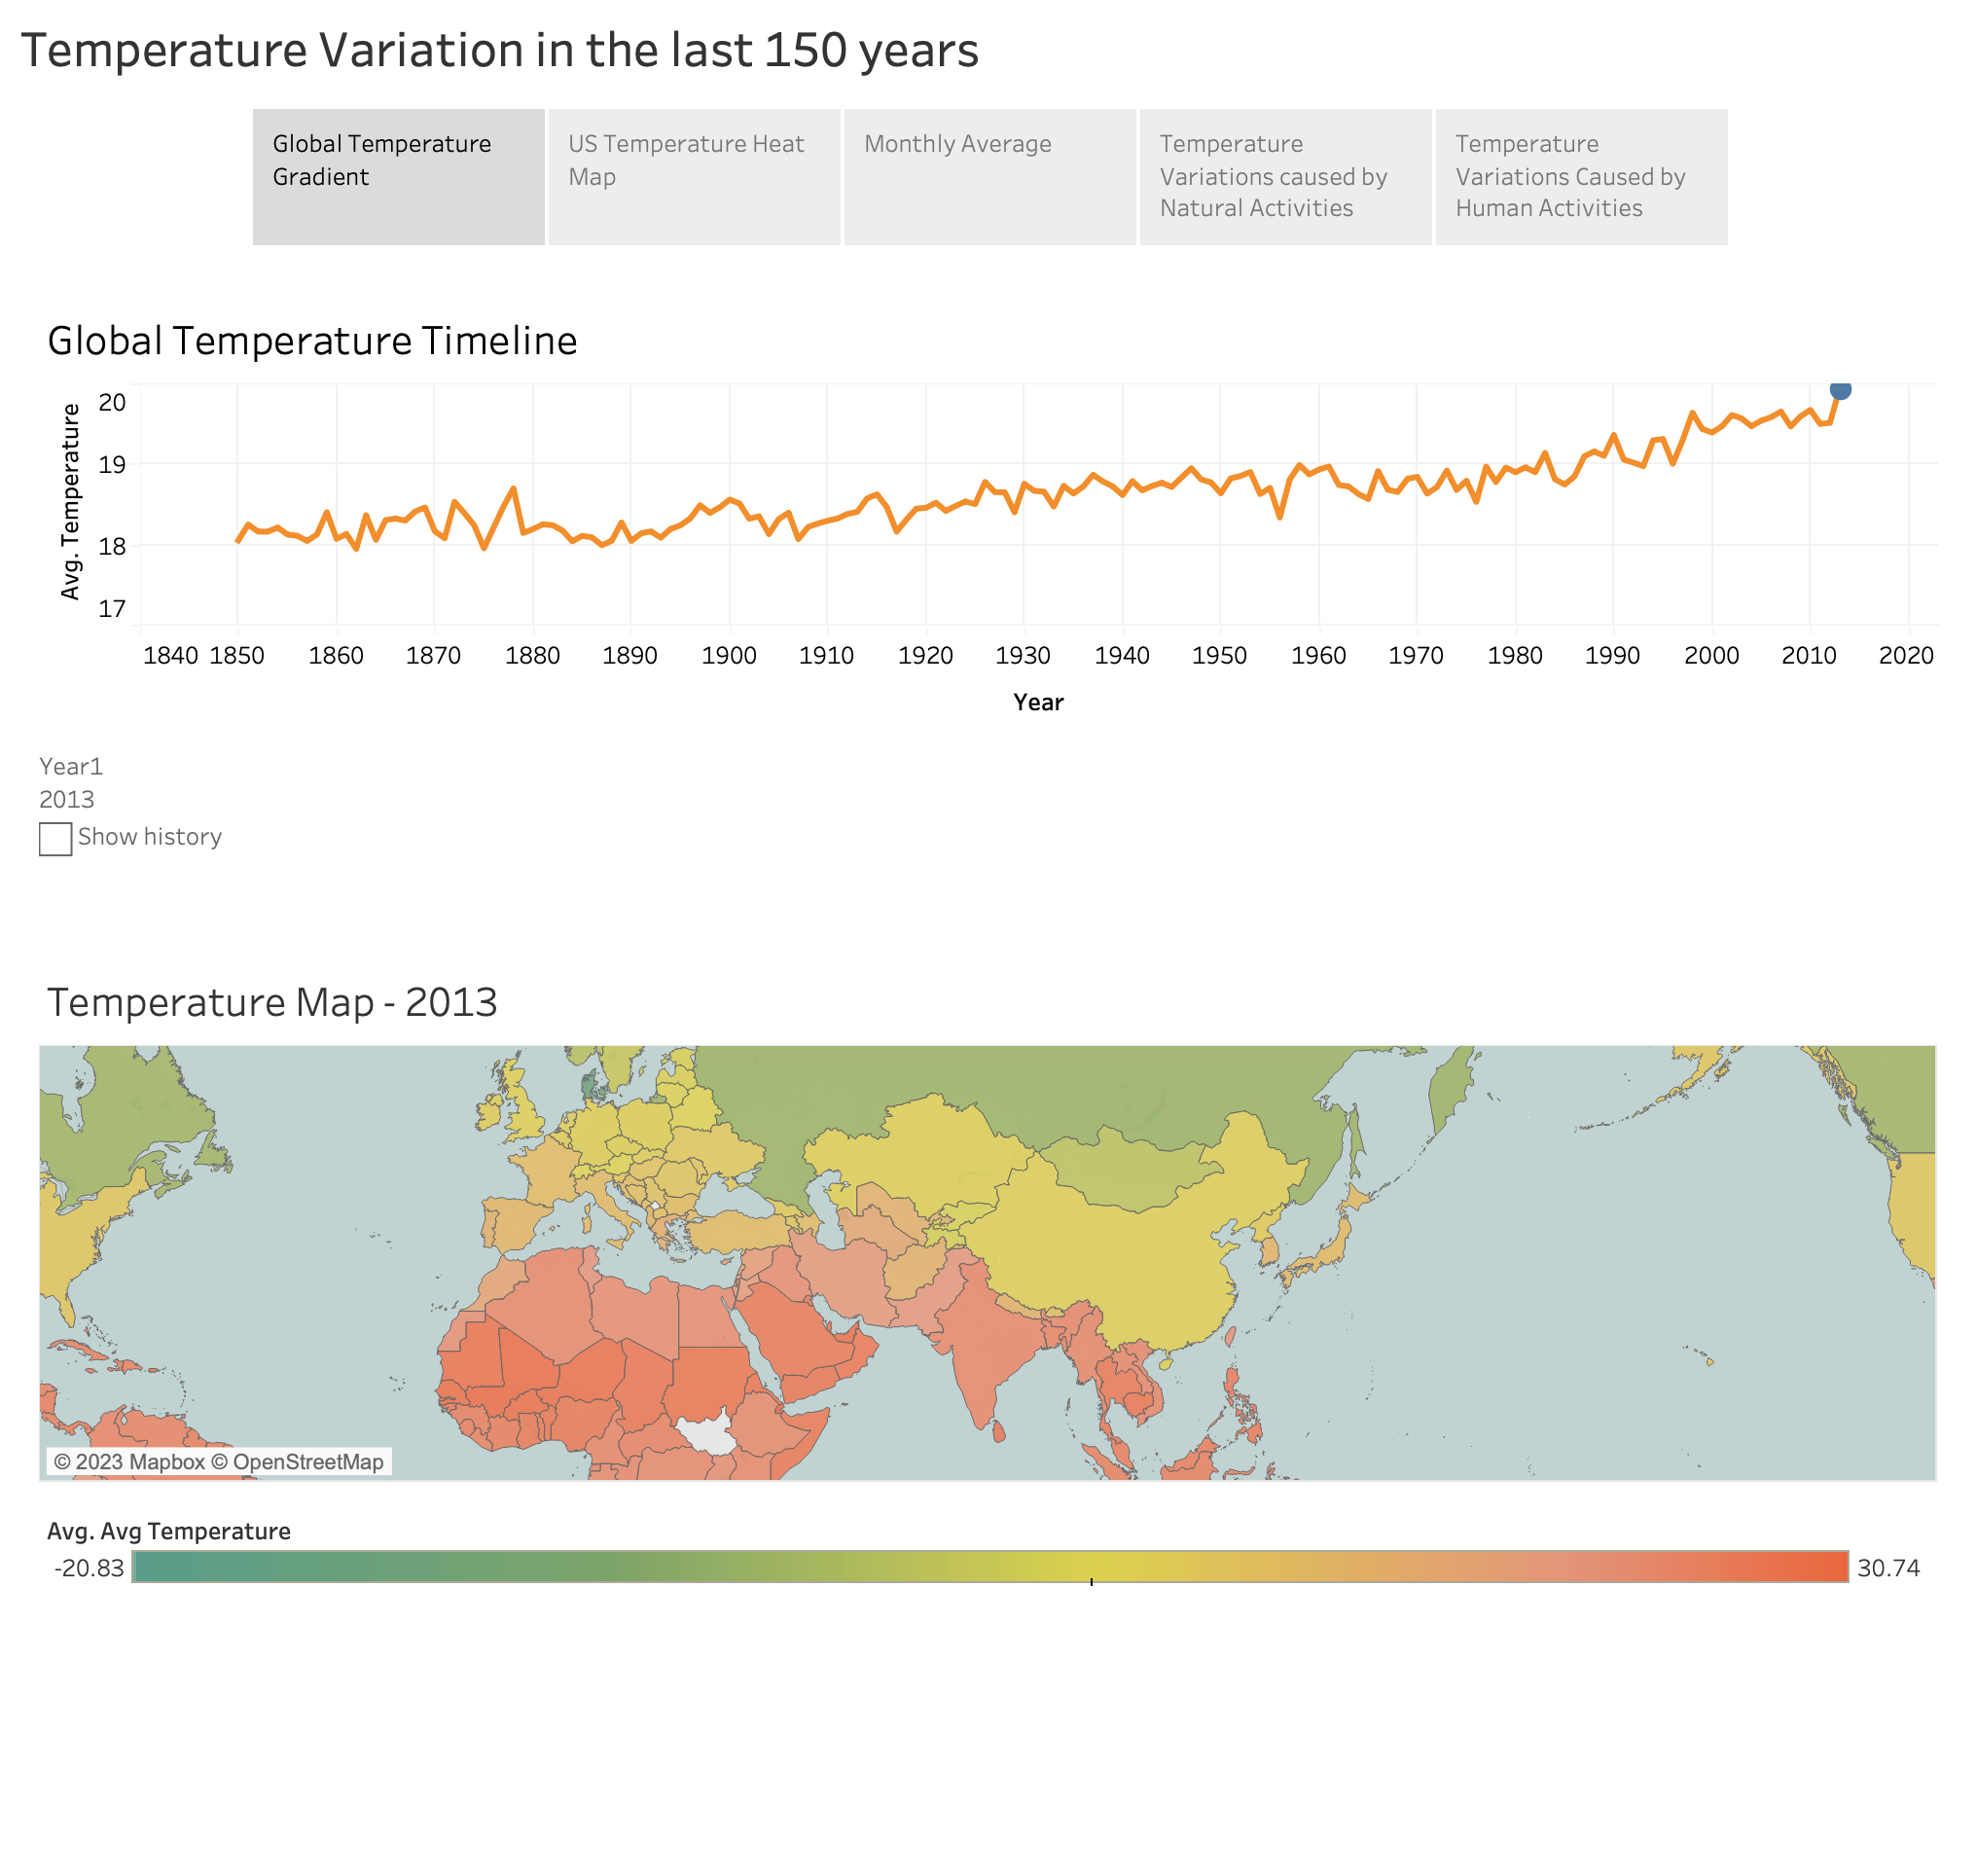 Temperature Variation in the last 150 years
Global Temperature
Gradient
US Temperature Heat
Map
Monthly Average
Temperature
Variations caused by
Natural Activities
Temperature
Variations Caused by
Human Activities
Global Temperature Timeline
20
19
18
17
Avg. Temperature
1840 1850 1860 1870 1880 1890 1900 1910 1920 1930 1940 1950 1960 1970 1980 1990 2000 2010 2020
Year
Year1
2013
Show history
Temperature Map - 2013
© 2023 Mapbox © OpenStreetMap
Avg. Avg Temperature
-20.83 30.74